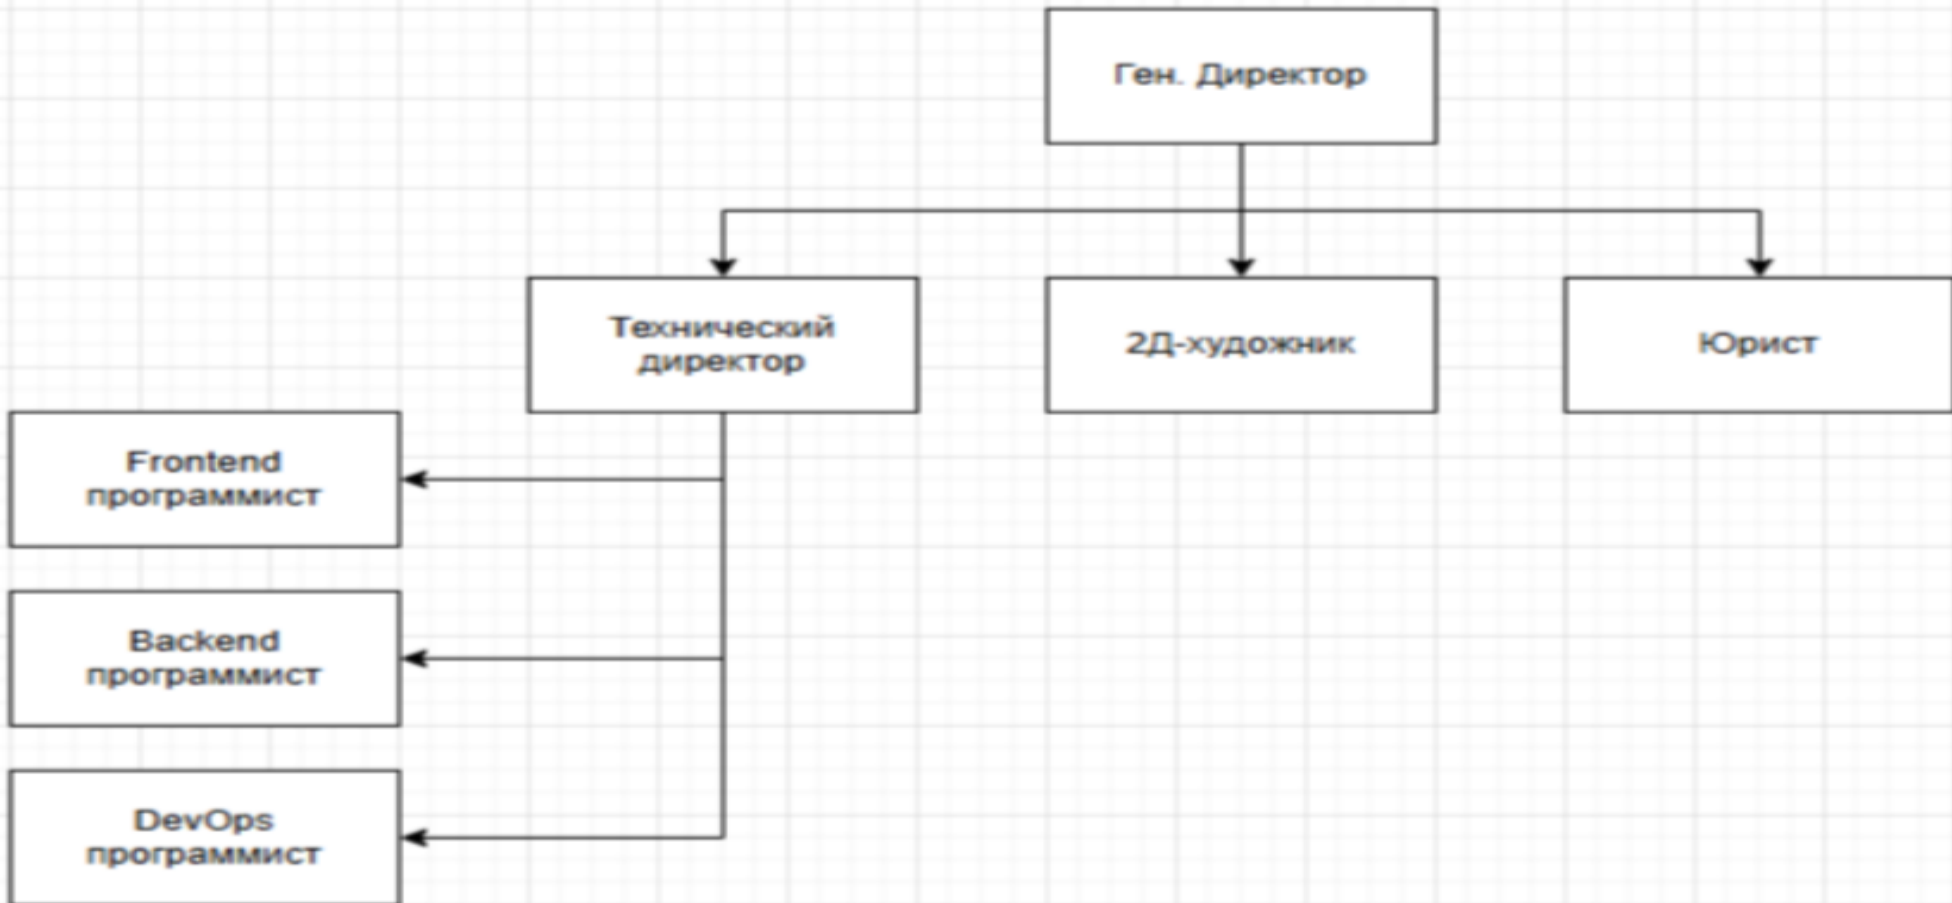 Ген. Директор
Технический
директор
2Д-художник
Юрист
Frontend
программист
Backend
программист
DevOps
программист